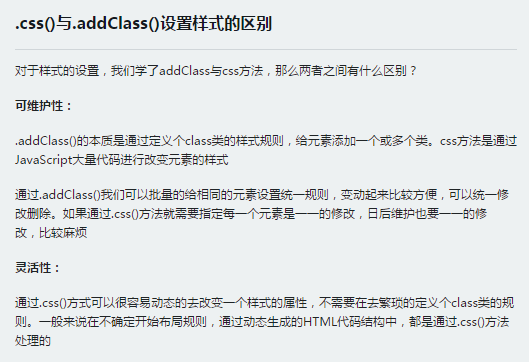 .css()与.addClass()设置样式的区别
对于样式的设置，我们学了addClass与css方法，那么两者之间有什么区别？
可维护性：
.addClass()的本质是通过定义个class类的样式规则，给元素添加一个或多个类。css方法是通过
JavaScript大量代码进行改变元素的样式
通过.addClass()我们可以批量的给相同的元素设置统一规则，变动起来比较方便，可以统一修
改删除。如果通过.css()方法就需要指定每一个元素是一一的修改，日后维护也要一一的修
改，比较麻烦
灵活性：
通过.css()方式可以很容易动态的去改变一个样式的属性，不需要在去繁琐的定义个class类的规
则。一般来说在不确定开始布局规则，通过动态生成的HTML代码结构中，都是通过.css()方法
处理的